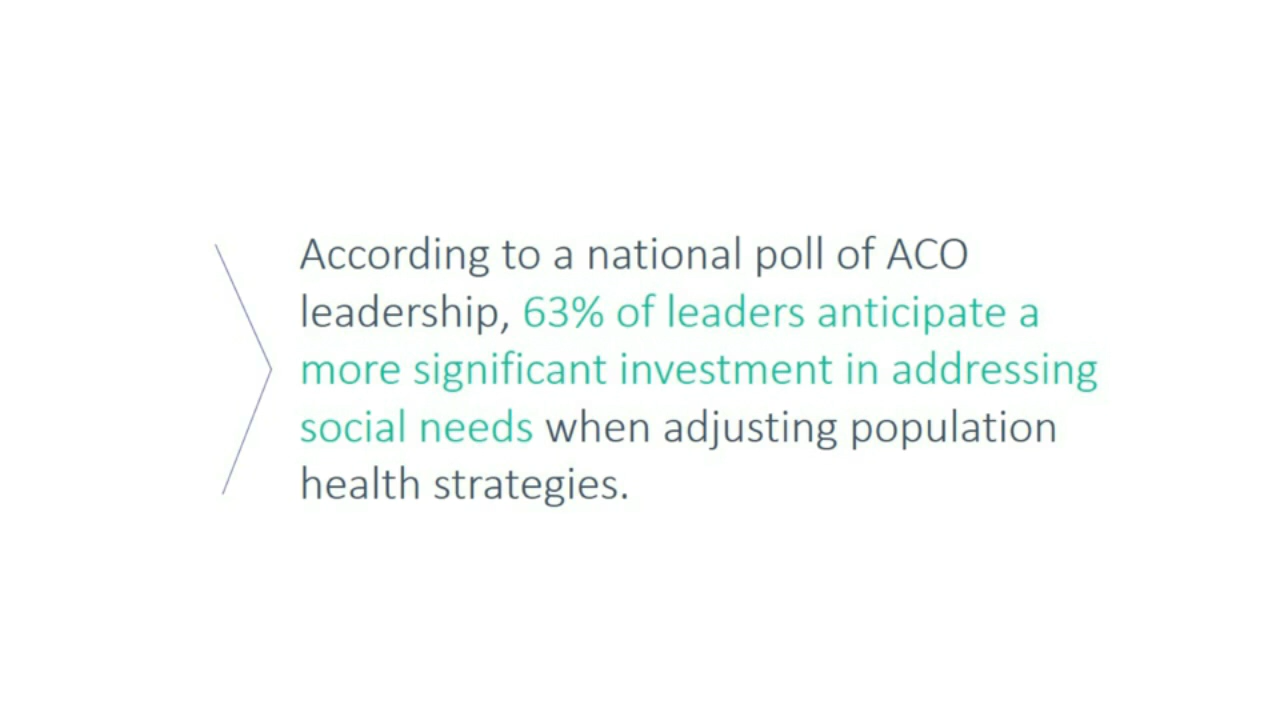 According to a national poll of ACO
leadership, 63% of leaders anticipate a
more significant investment in addressing
social needs when adjusting population
health strategies.